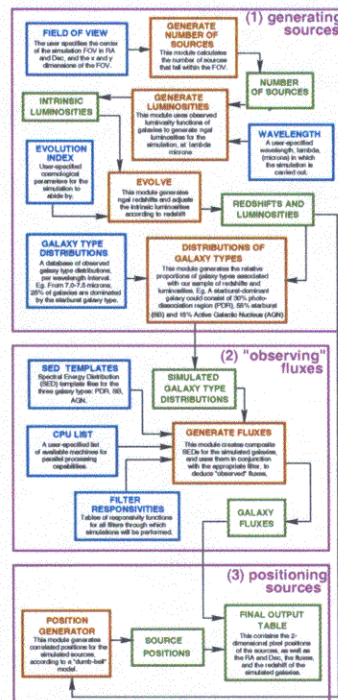 (1) generating
sources
FIELD OF VIEW
The user specifies the center
of the simulation FOV in RA
and Dec, and the x and y
dimensions of the FOV.
GENERATE
NUMBER OF
SOURCES
This module calculates
the number of sources
that fall within the FOV.
NUMBER
OF SOURCES
INTRINSIC
LUMINOSITIES
GENERATE
LUMINOSITIES
This module uses observed
luminosity functions of
galaxies to generate ngal
luminosities for
the simulation, at lambda
microns
WAVELENGTH
A user-specified
wavelength, lambda,
(microns) in which
the simulation is
carried out.
EVOLUTION
INDEX
User-specified
cosmological
parameters for the
simulation to
abide by.
EVOLVE
This module generates
ngal redshifts and adjusts the
intrinsic luminosities
according to redshift
REDSHIFTS AND
LUMINOSITIES
GALAXY TYPE
DISTRIBUTIONS
A database of observed
galaxy type distributions,
per wavelength interval.
Eg. From 7.0-7.5 microns,
25% of galaxies are dominated
by the starburst galaxy type.
DISTRIBUTIONS OF
GALAXY TYPES
This module generates the relative
proportions of galaxy types associated
with our sample of redshifts and
luminosities. Eg. A starburst-dominant
galaxy could consist of 30% photo-
dissociation region (PDR), 55% starburst
(SB) and 15% Active Galactic Nucleus (AGN)
(2) "observing"
fluxes
SED TEMPLATES
Spectral Energy Distribution
(SED) template files for the
three galaxy types: PDR, SB,
AGN.
SIMULATED
GALAXY TYPE
DISTRIBUTIONS
CPU LIST
A user-specified list
of available machines for
parallel processing
capabilities.
GENERATE FLUXES
This module creates composite
SEDs for the simulated galaxies,
and uses them in conjunction
with the appropriate filter, to
deduce "observed" fluxes.
FILTER
RESPONSIVITIES
Tables of responsivity functions
for all filters through which
simulations will be performed.
GALAXY
FLUXES
(3) positioning
sources
POSITION
GENERATOR
This module generates
correlated positions for the
simulated sources,
according to a "dumb-bell"
model.
SOURCE
POSITIONS
FINAL OUTPUT
TABLE
This contains the 2-
dimensional pixel positions
of the sources, as well as
the RA and Dec, the fluxes,
and the redshift of the
simulated galaxies.